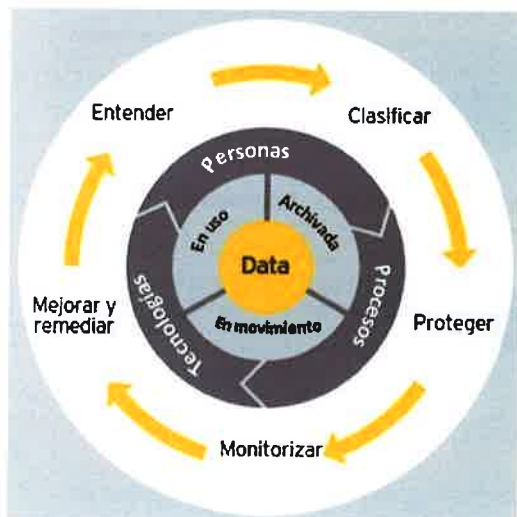 Entender
Clasificar
Proteger
Monitorizar
Mejorar y
remediar
Personas
Procesos
Tecnologías
En uso
Archivada
En movimiento
Data